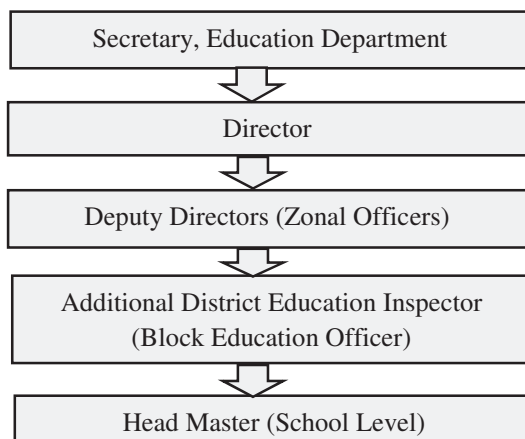 Secretary, Education Department
Director
Deputy Directors (Zonal Officers)
Additional District Education Inspector
(Block Education Officer)
Head Master (School Level)